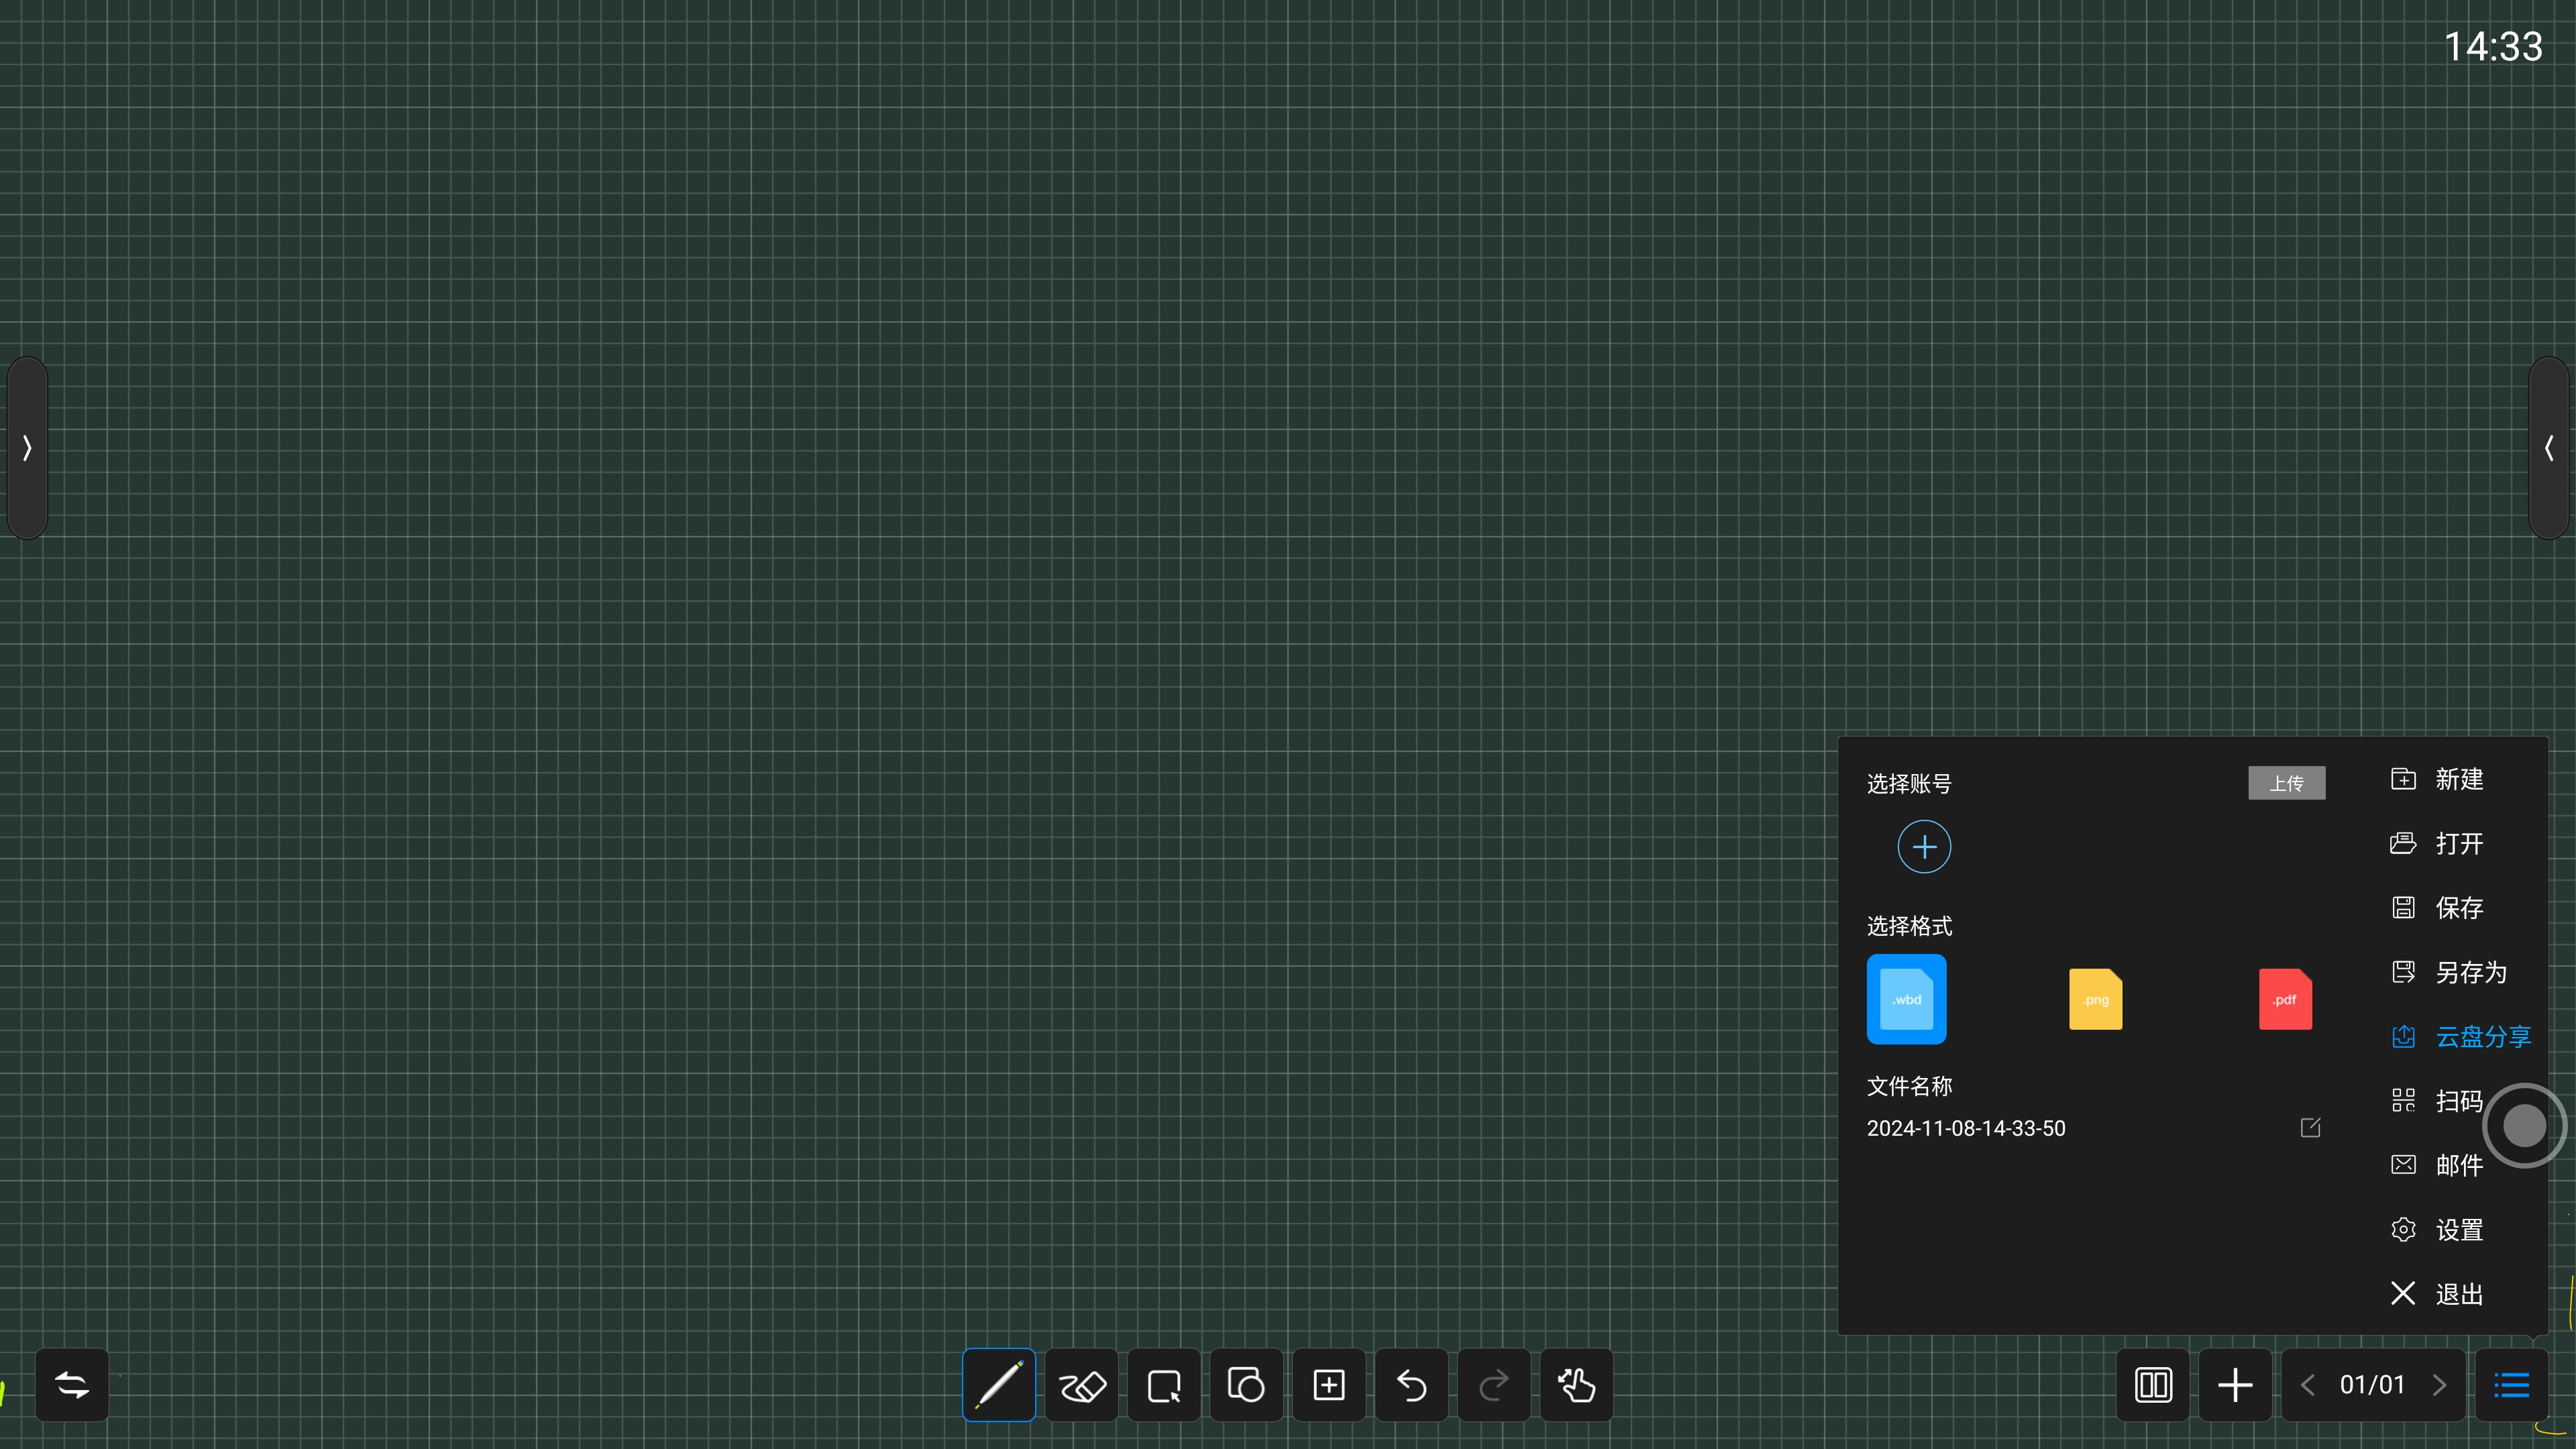 14:33
选择账号
上传
选择格式
.wbd
.png
.pdf
文件名称
2024-11-08-14-33-50
新建
打开
保存
另存为
云盘分享
扫码
邮件
设置
退出
01/01